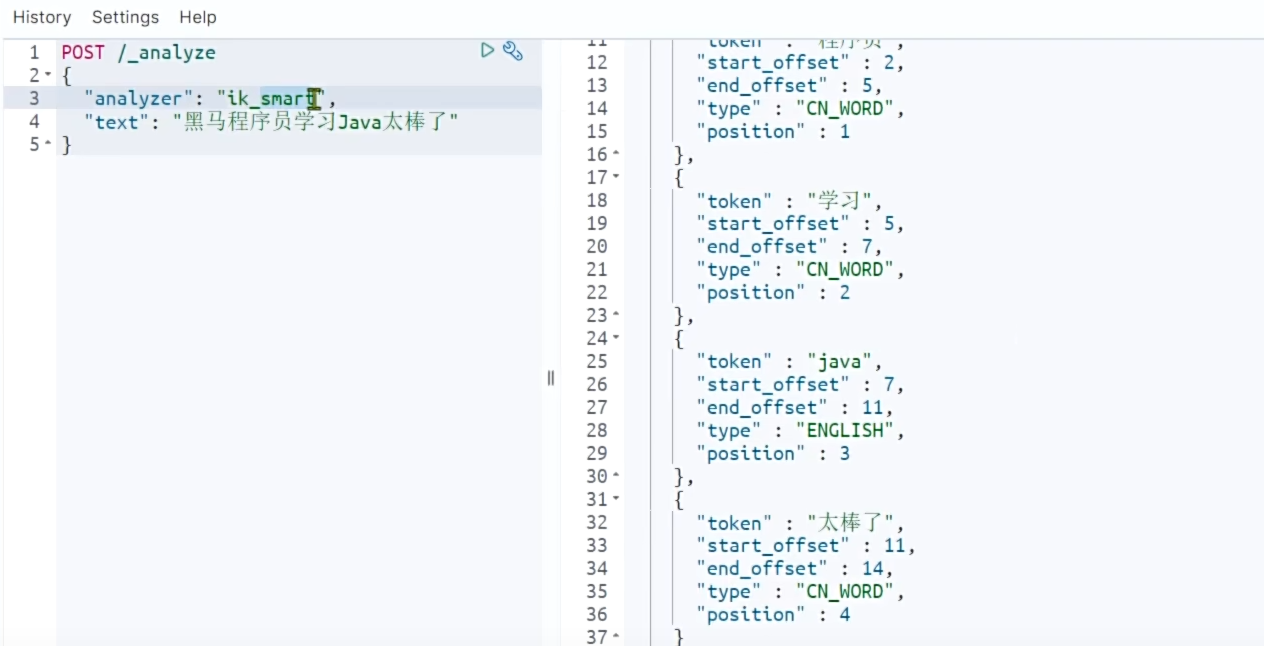 History Settings Help
1 POST /_analyze
2 {
3 "analyzer": "ik_smart",
4 "text": "黑马程序员学习Java太棒了"
5 }
11 "token" : "程序员",
12 "start_offset" : 2,
13 "end_offset" : 5,
14 "type" : "CN_WORD",
15 "position" : 1
16 },
17 {
18 "token" : "学习",
19 "start_offset" : 5,
20 "end_offset" : 7,
21 "type" : "CN_WORD",
22 "position" : 2
23 },
24 {
25 "token" : "java",
26 "start_offset" : 7,
27 "end_offset" : 11,
28 "type" : "ENGLISH",
29 "position" : 3
30 },
31 {
32 "token" : "太棒了",
33 "start_offset" : 11,
34 "end_offset" : 14,
35 "type" : "CN_WORD",
36 "position" : 4
37 }